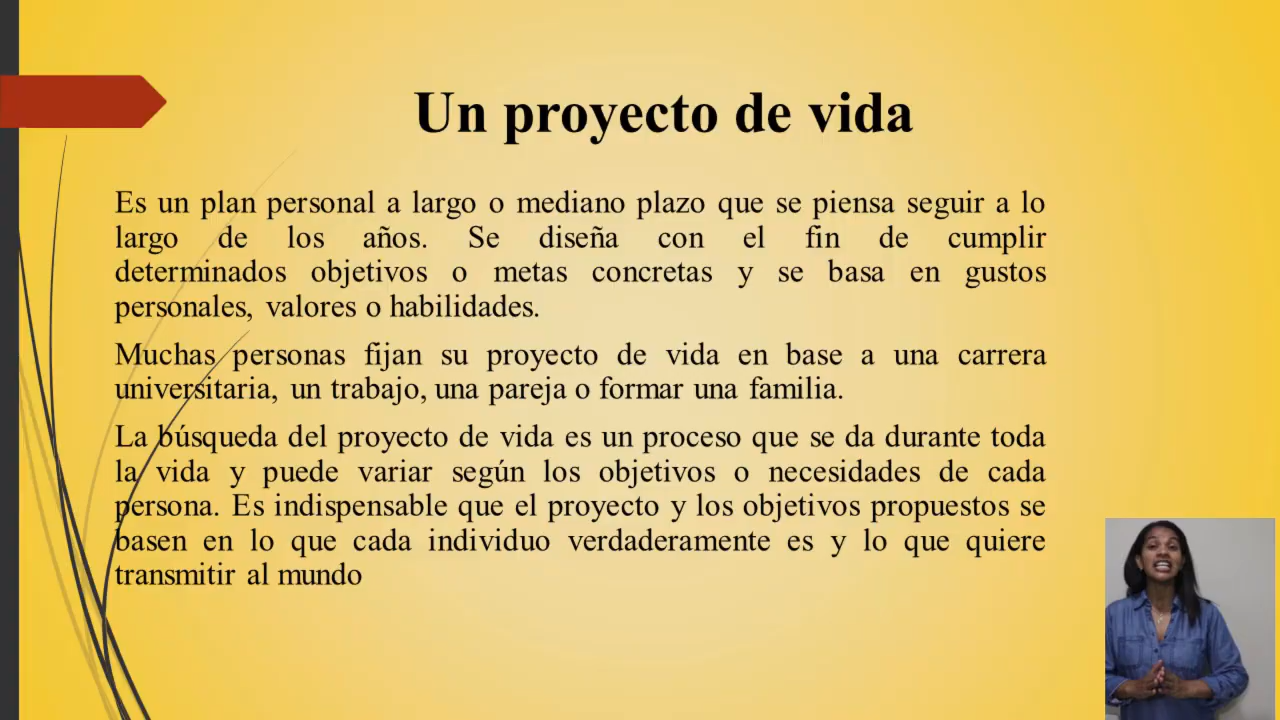 Un proyecto de vida
Es un plan personal a largo o mediano plazo que se piensa seguir a lo
largo de los años. Se diseña con el fin de cumplir
determinados objetivos o metas concretas y se basa en gustos
personales, valores o habilidades.
Muchas personas fijan su proyecto de vida en base a una carrera
universitaria, un trabajo, una pareja o formar una familia.
La búsqueda del proyecto de vida es un proceso que se da durante toda
la vida y puede variar según los objetivos o necesidades de cada
persona. Es indispensable que el proyecto y los objetivos propuestos se
basen en lo que cada individuo verdaderamente es y lo que quiere
transmitir al mundo